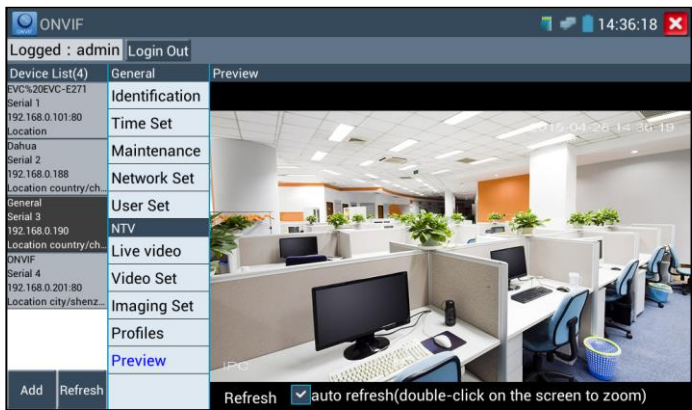 ONVIF
14:36:18
Logged : admin Login Out
Device List(4)
EVC%20EVC-E271
Serial 1
192.168.0.101:80
Location
Dahua
Serial 2
192.168.0.188
Location country/ch...
General
Serial 3
192.168.0.190
Location country/ch...
ONVIF
Serial 4
192.168.0.201:80
Location city/shenz...
Add Refresh
General
Identification
Time Set
Maintenance
Network Set
User Set
NTV
Live video
Video Set
Imaging Set
Profiles
Preview
Preview
2015-04-28 14:36:19
IPC
Refresh auto refresh(double-click on the screen to zoom)